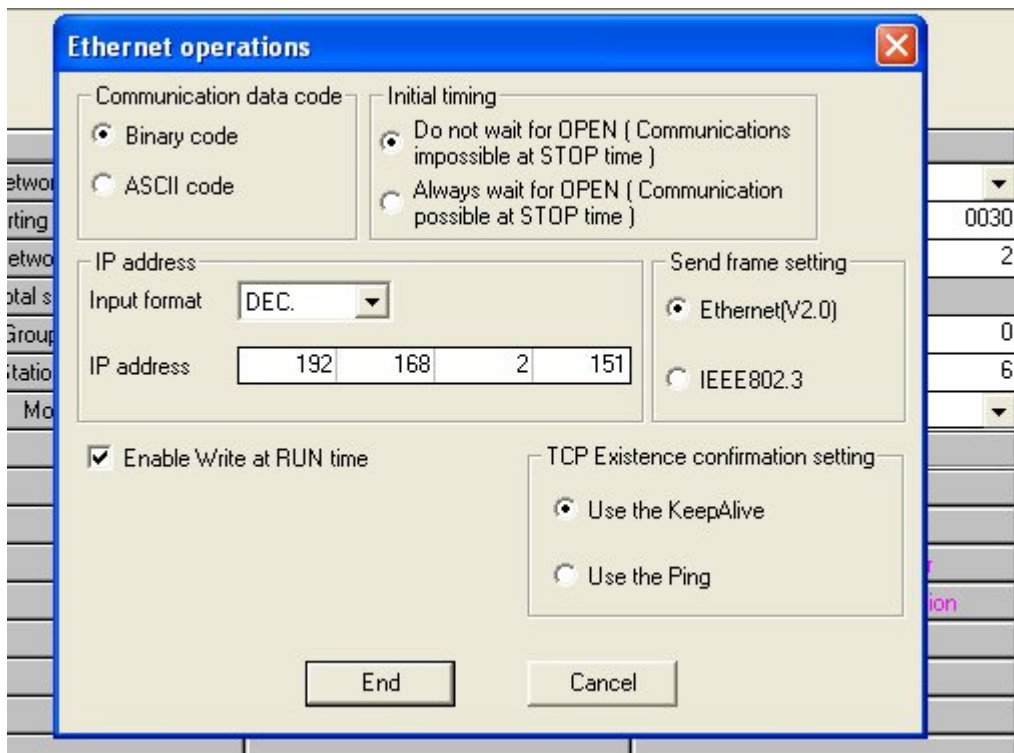 Ethernet operations
Communication data code
Binary code
ASCII code
Initial timing
Do not wait for OPEN ( Communications
impossible at STOP time )
Always wait for OPEN ( Communication
possible at STOP time )
IP address
Input format DEC.
IP address 192 168 2 151
Send frame setting
Ethernet(V2.0)
IEEE802.3
Enable Write at RUN time
TCP Existence confirmation setting
Use the KeepAlive
Use the Ping
End Cancel
0030
2
0
6